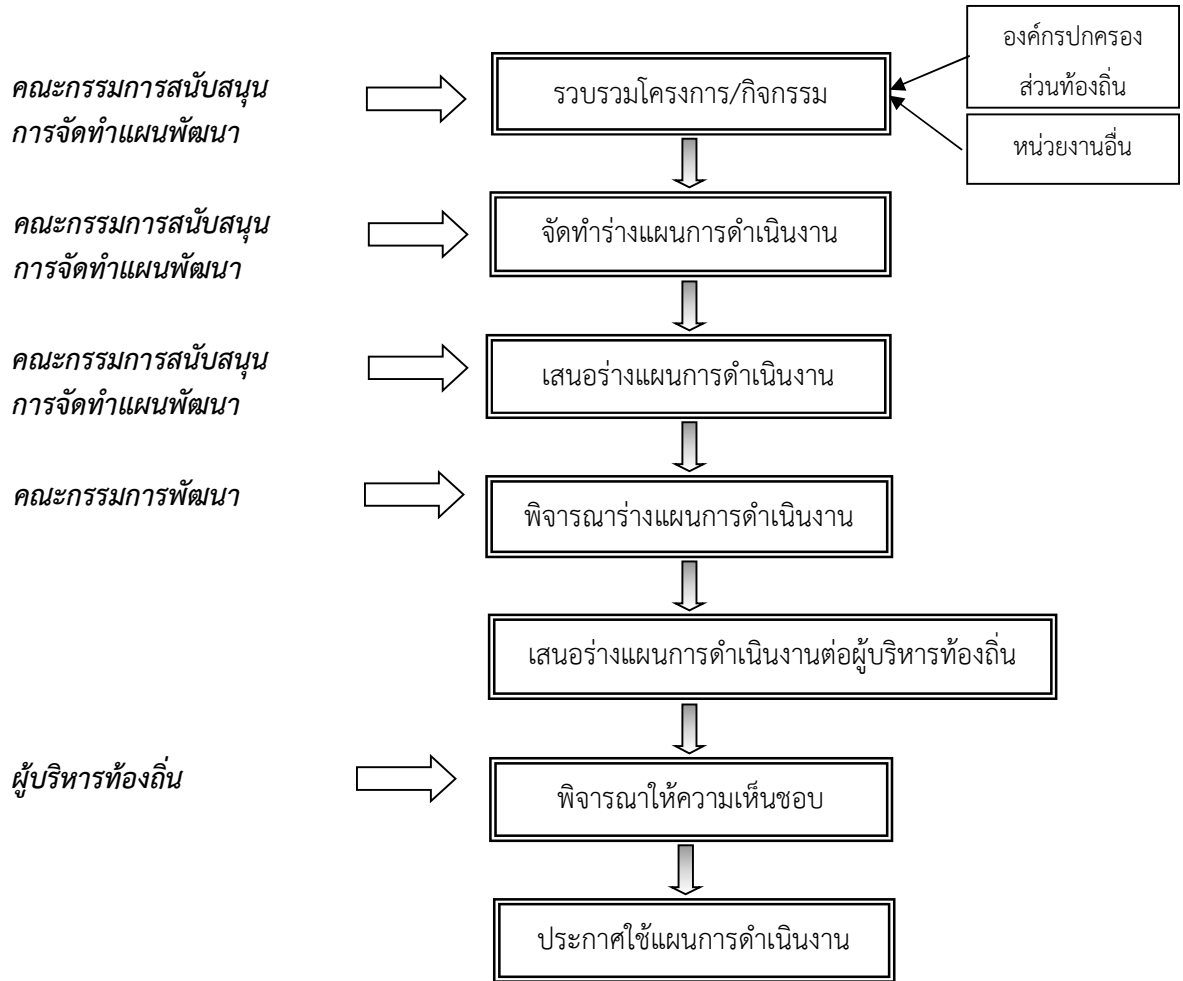 องค์กรปกครอง
ส่วนท้องถิ่น
คณะกรรมการสนับสนุน
การจัดทำแผนพัฒนา
รวบรวมโครงการ/กิจกรรม
หน่วยงานอื่น
คณะกรรมการสนับสนุน
การจัดทำแผนพัฒนา
จัดทำร่างแผนการดำเนินงาน
คณะกรรมการสนับสนุน
การจัดทำแผนพัฒนา
เสนอร่างแผนการดำเนินงาน
คณะกรรมการพัฒนา
พิจารณาร่างแผนการดำเนินงาน
เสนอร่างแผนการดำเนินงานต่อผู้บริหารท้องถิ่น
ผู้บริหารท้องถิ่น
พิจารณาให้ความเห็นชอบ
ประกาศใช้แผนการดำเนินงาน